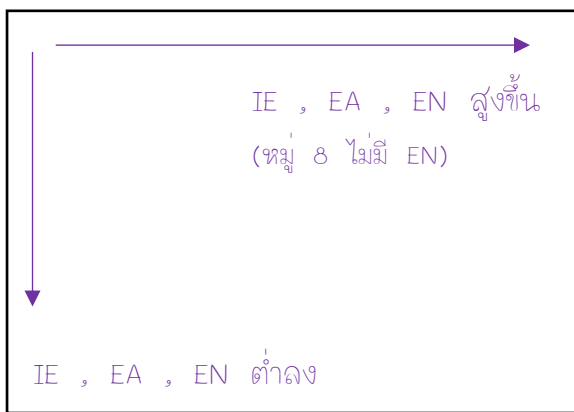 IE , EA , EN สูงขึ้น
(หมู่ 8 ไม่มี EN)
IE , EA , EN ต่ำลง